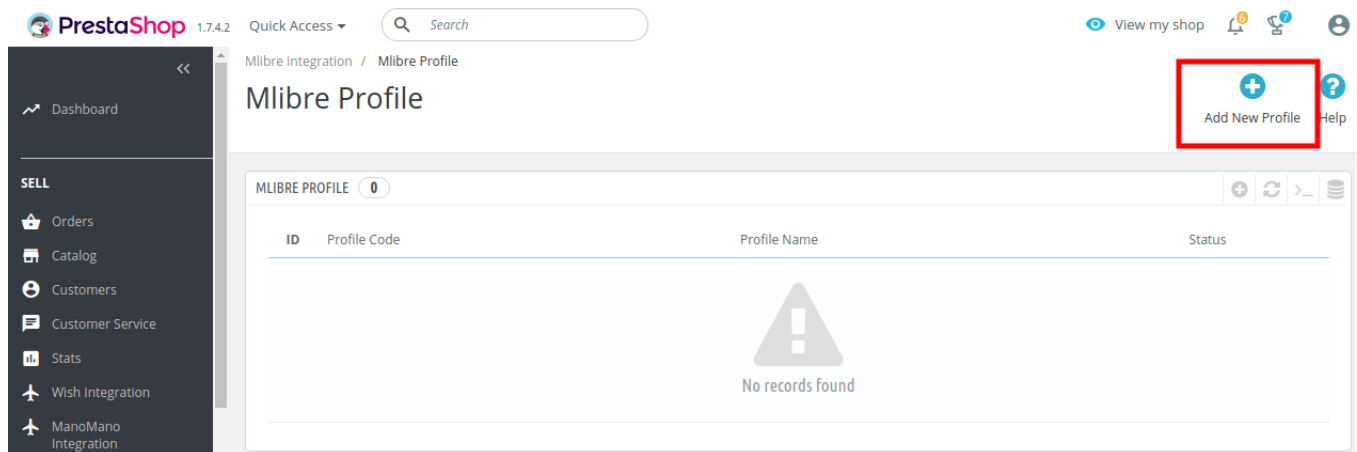 PrestaShop 1.7.4.2 Quick Access Search View my shop 6 7
Mlibre Integration / Mlibre Profile
Mlibre Profile
Add New Profile Help
Dashboard
SELL
Orders
Catalog
Customers
Customer Service
Stats
Wish Integration
ManoMano
Integration
MLIBRE PROFILE 0
ID Profile Code Profile Name Status
No records found